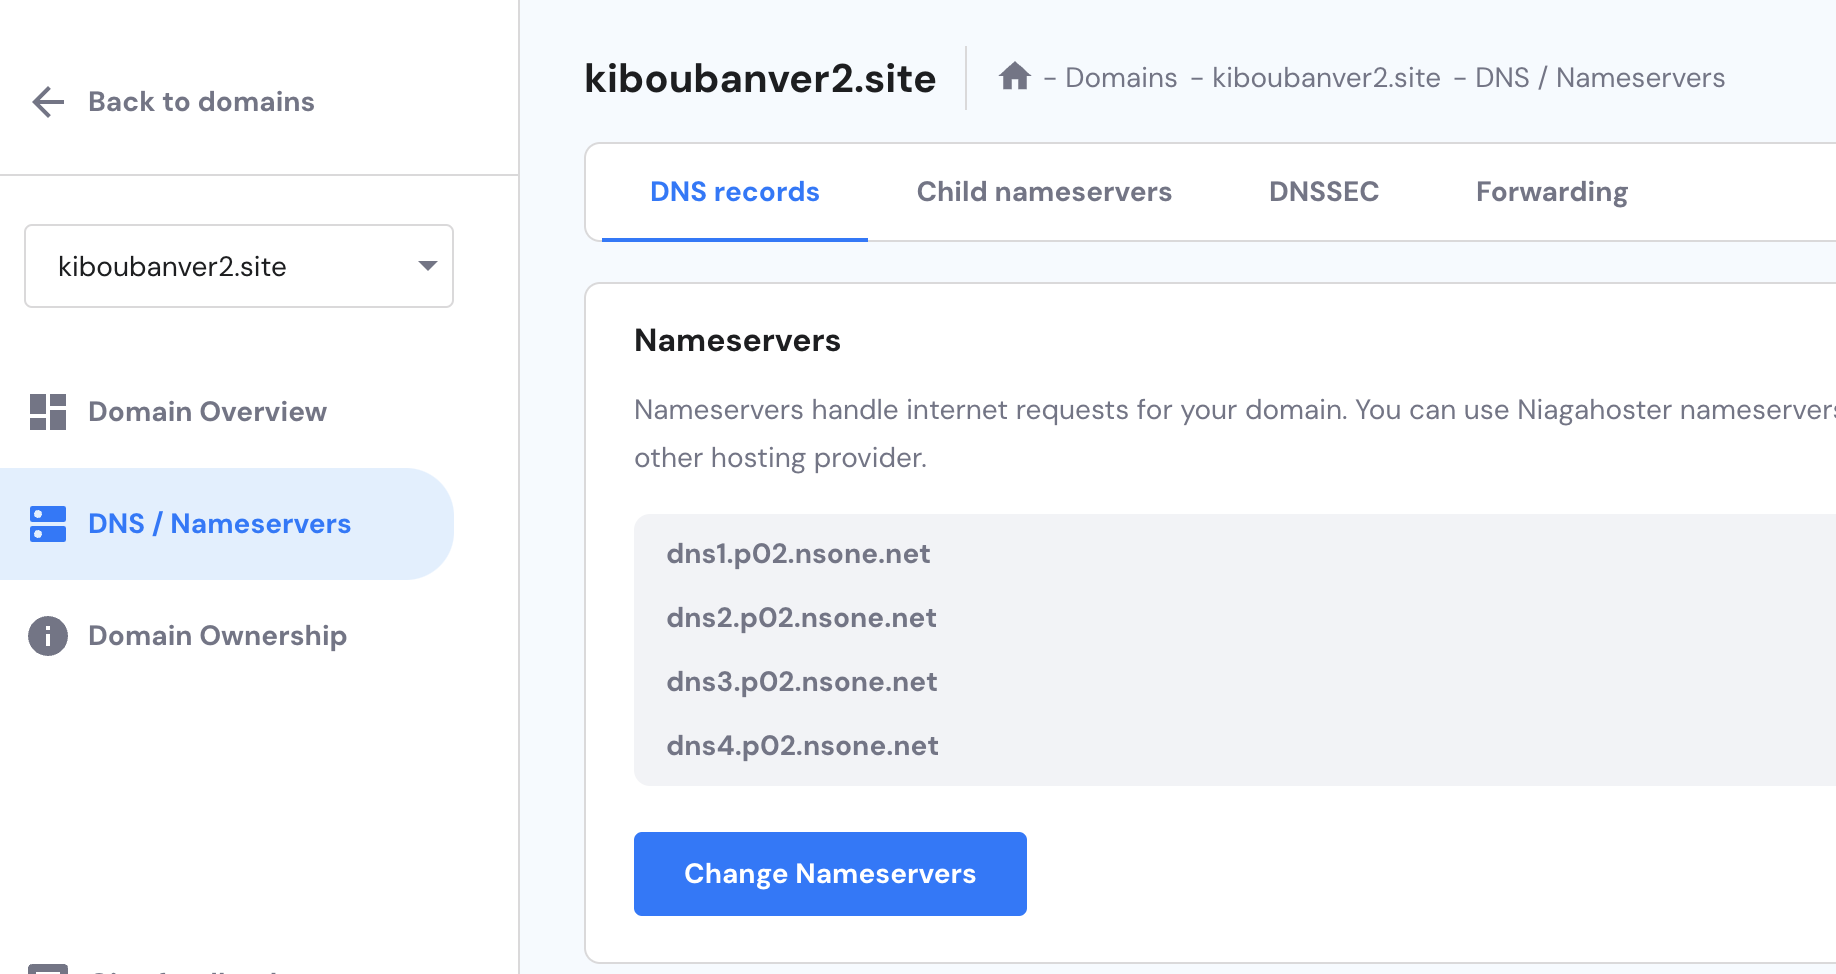 Back to domains
kiboubanver2.site
Domain Overview
DNS / Nameservers
Domain Ownership
kiboubanver2.site
- Domains - kiboubanver2.site - DNS / Nameservers
DNS records Child nameservers DNSSEC Forwarding
Nameservers
Nameservers handle internet requests for your domain. You can use Niagahoster nameservers
other hosting provider.
dns1.p02.nsone.net
dns2.p02.nsone.net
dns3.p02.nsone.net
dns4.p02.nsone.net
Change Nameservers